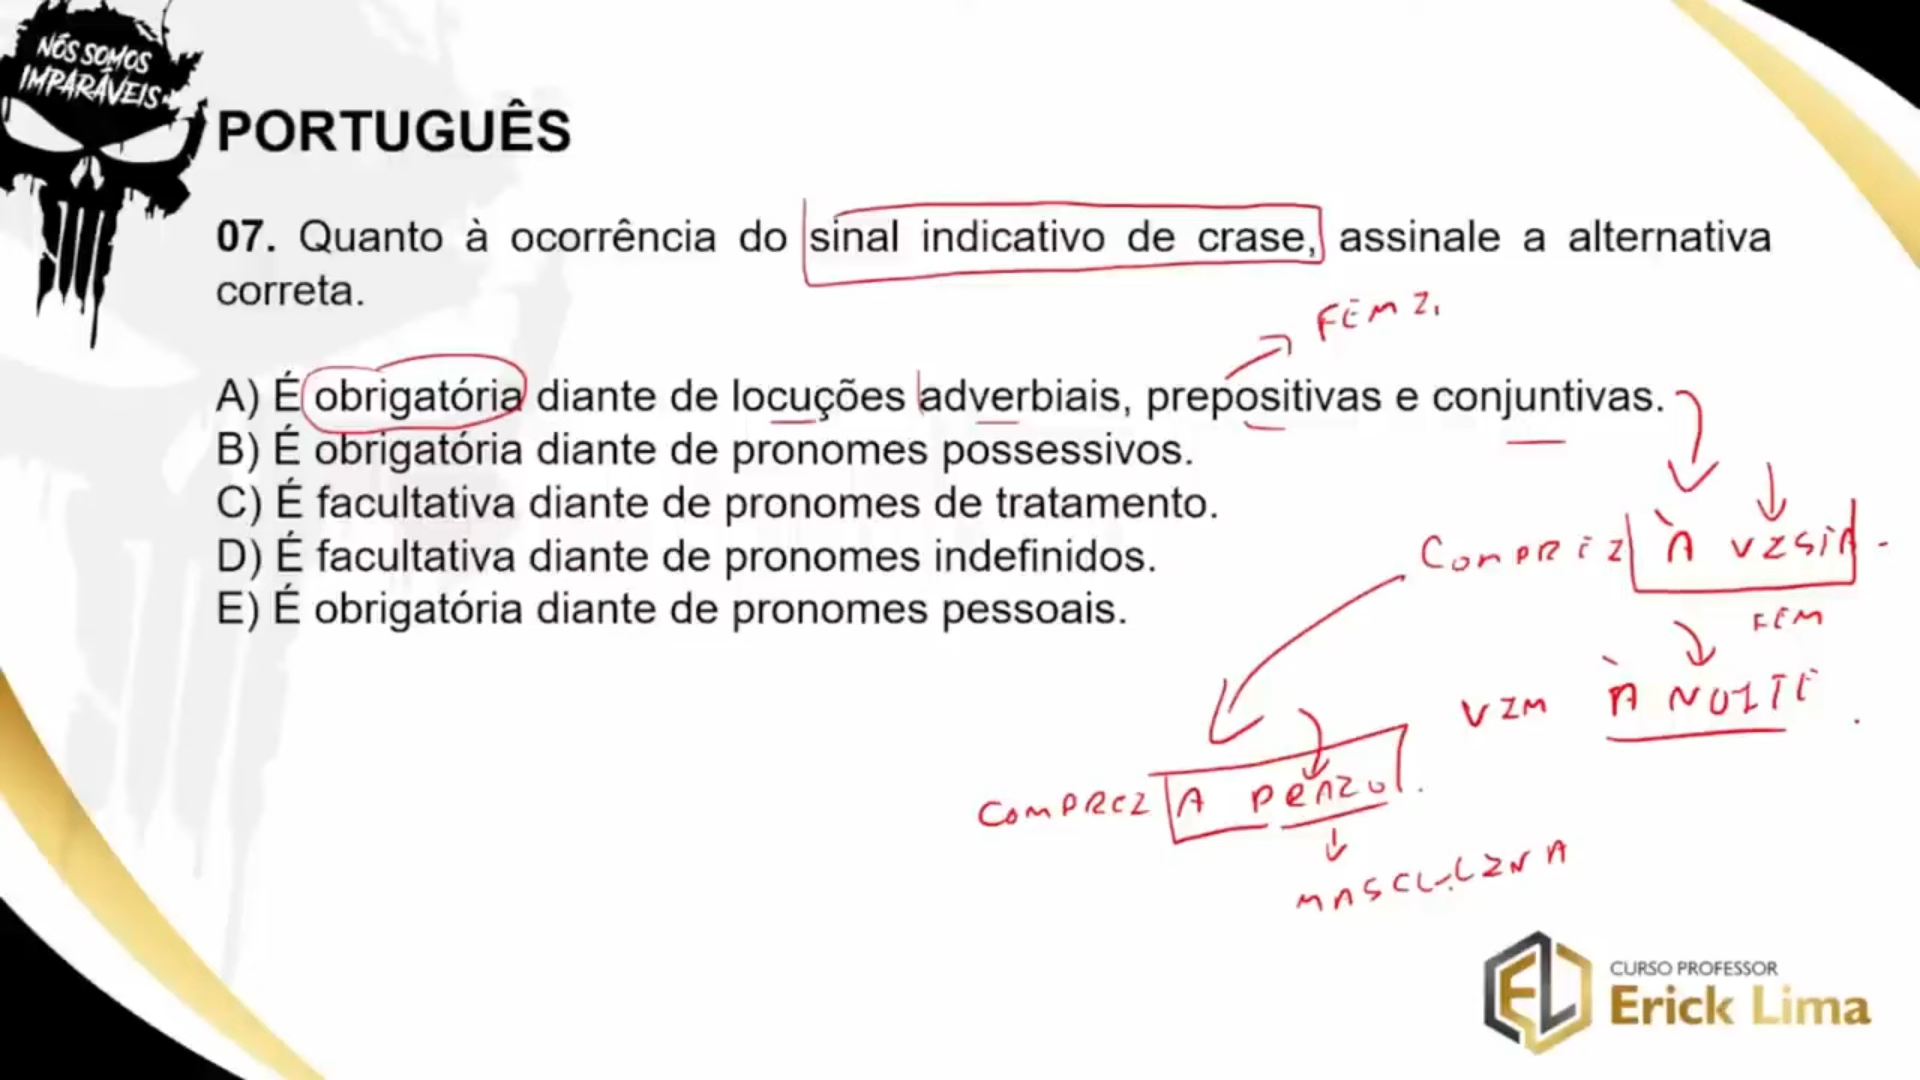 NÓS SOMOS
IMPARÁVEIS
PORTUGUÊS
07. Quanto à ocorrência do sinal indicativo de crase, assinale a alternativa
correta.
FEM.
A) É obrigatória diante de locuções adverbiais, prepositivas e conjuntivas.
B) É obrigatória diante de pronomes possessivos.
C) É facultativa diante de pronomes de tratamento.
D) É facultativa diante de pronomes indefinidos.
E) É obrigatória diante de pronomes pessoais.
COMPREI À VISTA.
FEM
VIM À NOITE.
COMPREI A PRAZO.
MASCULINA
CURSO PROFESSOR
Erick Lima